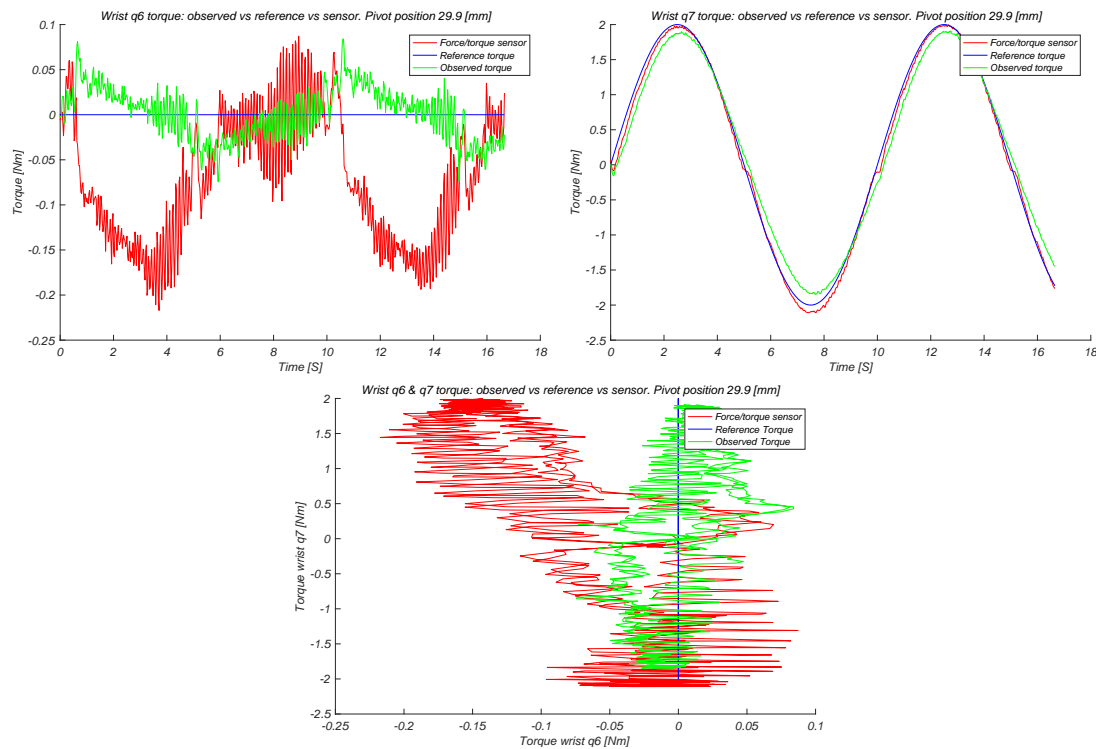 Wrist q6 torque: observed vs reference vs sensor. Pivot position 29.9 [mm]
0.1
0.05
0
-0.05
-0.1
-0.15
-0.2
-0.25
Torque [Nm]
Force/torque sensor
Reference torque
Observed torque
0 2 4 6 8 10 12 14 16 18
Time [S]
Wrist q7 torque: observed vs reference vs sensor. Pivot position 29.9 [mm]
2
1.5
1
0.5
0
-0.5
-1
-1.5
-2
-2.5
Torque [Nm]
Force/torque sensor
Reference torque
Observed torque
0 2 4 6 8 10 12 14 16 18
Time [S]
Wrist q6 & q7 torque: observed vs reference vs sensor. Pivot position 29.9 [mm]
2
1.5
1
0.5
0
-0.5
-1
-1.5
-2
-2.5
Torque wrist q7 [Nm]
Force/torque sensor
Reference Torque
Observed Torque
-0.25 -0.2 -0.15 -0.1 -0.05 0 0.05 0.1
Torque wrist q6 [Nm]